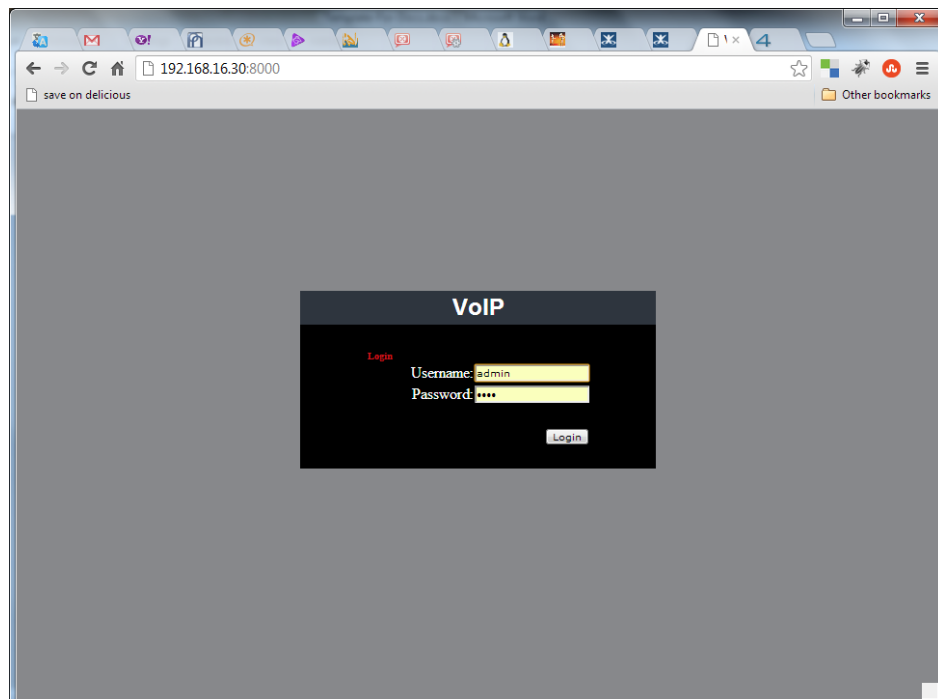 192.168.16.30:8000
save on delicious
Other bookmarks
VoIP
Login
Username: admin
Password: ••••
Login